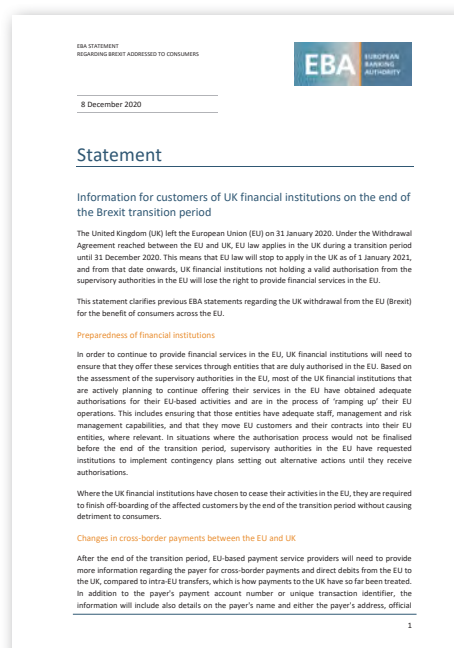 EBA STATEMENT
REGARDING BREXIT ADDRESSED TO CONSUMERS
EBA EUROPEAN
BANKING
AUTHORITY
8 December 2020
Statement
Information for customers of UK financial institutions on the end of
the Brexit transition period
The United Kingdom (UK) left the European Union (EU) on 31 January 2020. Under the Withdrawal
Agreement reached between the EU and UK, EU law applies in the UK during a transition period
until 31 December 2020. This means that EU law will stop to apply in the UK as of 1 January 2021,
and from that date onwards, UK financial institutions not holding a valid authorisation from the
supervisory authorities in the EU will lose the right to provide financial services in the EU.
This statement clarifies previous EBA statements regarding the UK withdrawal from the EU (Brexit)
for the benefit of consumers across the EU.
Preparedness of financial institutions
In order to continue to provide financial services in the EU, UK financial institutions will need to
ensure that they offer these services through entities that are duly authorised in the EU. Based on
the assessment of the supervisory authorities in the EU, most of the UK financial institutions that
are actively planning to continue offering their services in the EU have obtained adequate
authorisations for their EU-based activities and are in the process of ‘ramping up’ their EU
operations. This includes ensuring that those entities have adequate staff, management and risk
management capabilities, and that they move EU customers and their contracts into their EU
entities, where relevant. In situations where the authorisation process would not be finalised
before the end of the transition period, supervisory authorities in the EU have requested
institutions to implement contingency plans setting out alternative actions until they receive
authorisations.
Where the UK financial institutions have chosen to cease their activities in the EU, they are required
to finish off-boarding of the affected customers by the end of the transition period without causing
detriment to consumers.
Changes in cross-border payments between the EU and UK
After the end of the transition period, EU-based payment service providers will need to provide
more information regarding the payer for cross-border payments and direct debits from the EU to
the UK, compared to intra-EU transfers, which is how payments to the UK have so far been treated.
In addition to the payer's payment account number or unique transaction identifier, the
information will include also details on the payer's name and either the payer's address, official
1